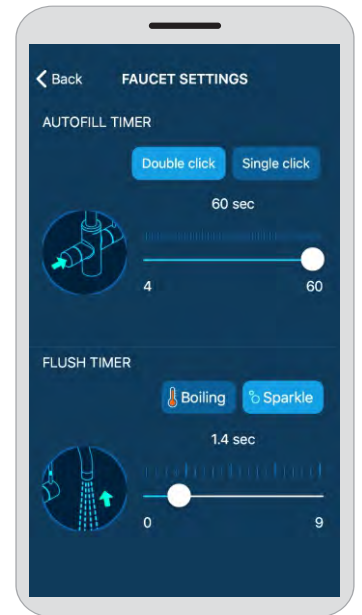 Back FAUCET SETTINGS
AUTOFILL TIMER
Double click Single click
60 sec
4 60
FLUSH TIMER
Boiling Sparkle
1.4 sec
0 9